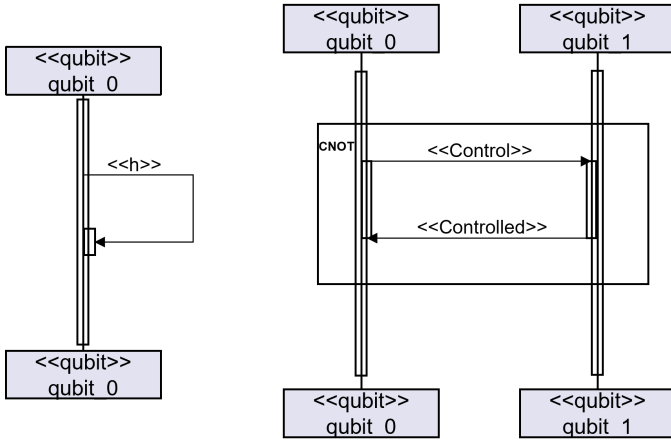 <<qubit>>
qubit_0
<<h>>
<<qubit>>
qubit_0
<<qubit>>
qubit_0
<<qubit>>
qubit_1
CNOT
<<Control>>
<<Controlled>>
<<qubit>>
qubit_0
<<qubit>>
qubit_1